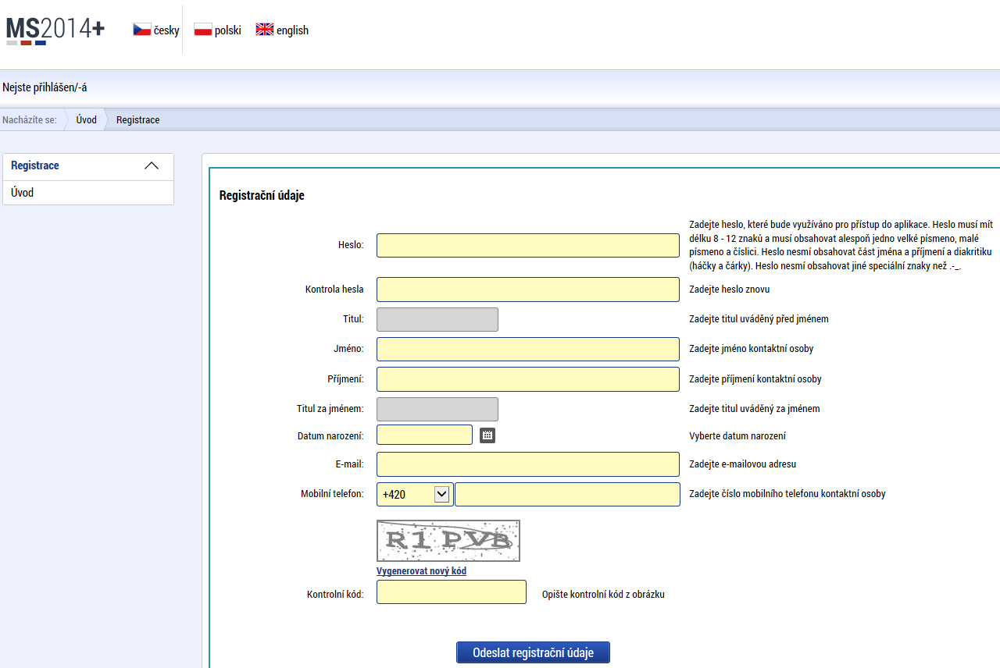 MS2014+
česky
polski
english
Nejste přihlášen/-á
Nacházíte se:
Úvod
Registrace
Registrace
Úvod
Registrační údaje
Heslo:
Zadejte heslo, které bude využíváno pro přístup do aplikace. Heslo musí mít
délku 8 - 12 znaků a musí obsahovat alespoň jedno velké písmeno, malé
písmeno a číslici. Heslo nesmí obsahovat část jména a příjmení a diakritiku
(háčky a čárky). Heslo nesmí obsahovat jiné speciální znaky než .-_.
Kontrola hesla
Zadejte heslo znovu
Titul:
Zadejte titul uváděný před jménem
Jméno:
Zadejte jméno kontaktní osoby
Příjmení:
Zadejte příjmení kontaktní osoby
Titul za jménem:
Zadejte titul uváděný za jménem
Datum narození:
Vyberte datum narození
E-mail:
Zadejte e-mailovou adresu
Mobilní telefon:
+420
Zadejte číslo mobilního telefonu kontaktní osoby
R1PVB
Vygenerovat nový kód
Kontrolní kód:
Opište kontrolní kód z obrázku
Odeslat registrační údaje